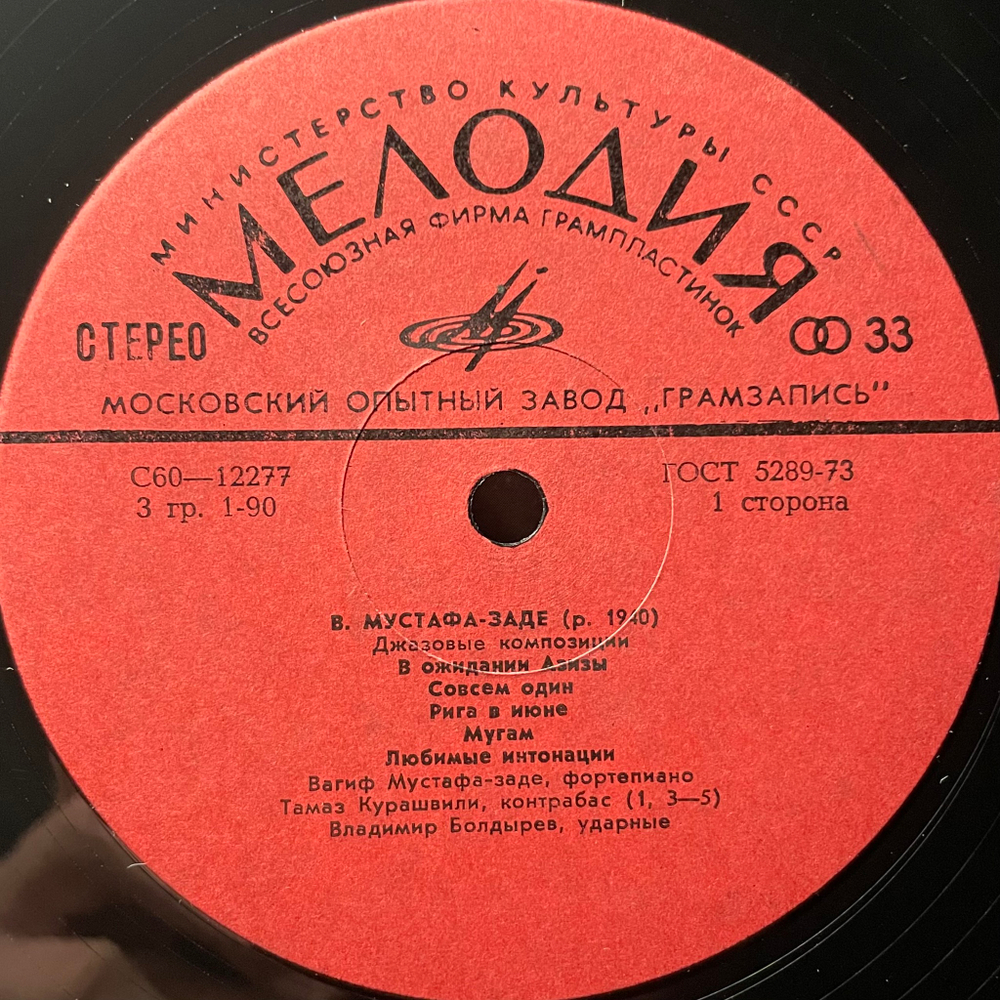 МИНИСТЕРСТВО КУЛЬТУРЫ СССР
МЕЛОДИЯ
ВСЕСОЮЗНАЯ ФИРМА ГРАМПЛАСТИНОК
СТЕРЕО
33
МОСКОВСКИЙ ОПЫТНЫЙ ЗАВОД „ГРАМЗАПИСЬ”
С60—12277
3 гр. 1-90
ГОСТ 5289-73
1 сторона
В. МУСТАФА-ЗАДЕ (р. 1940)
Джазовые композиции
В ожидании Азизы
Совсем один
Рига в июне
Мугам
Любимые интонации
Вагиф Мустафа-заде, фортепиано
Тамаз Курашвили, контрабас (1, 3—5)
Владимир Болдырев, ударные